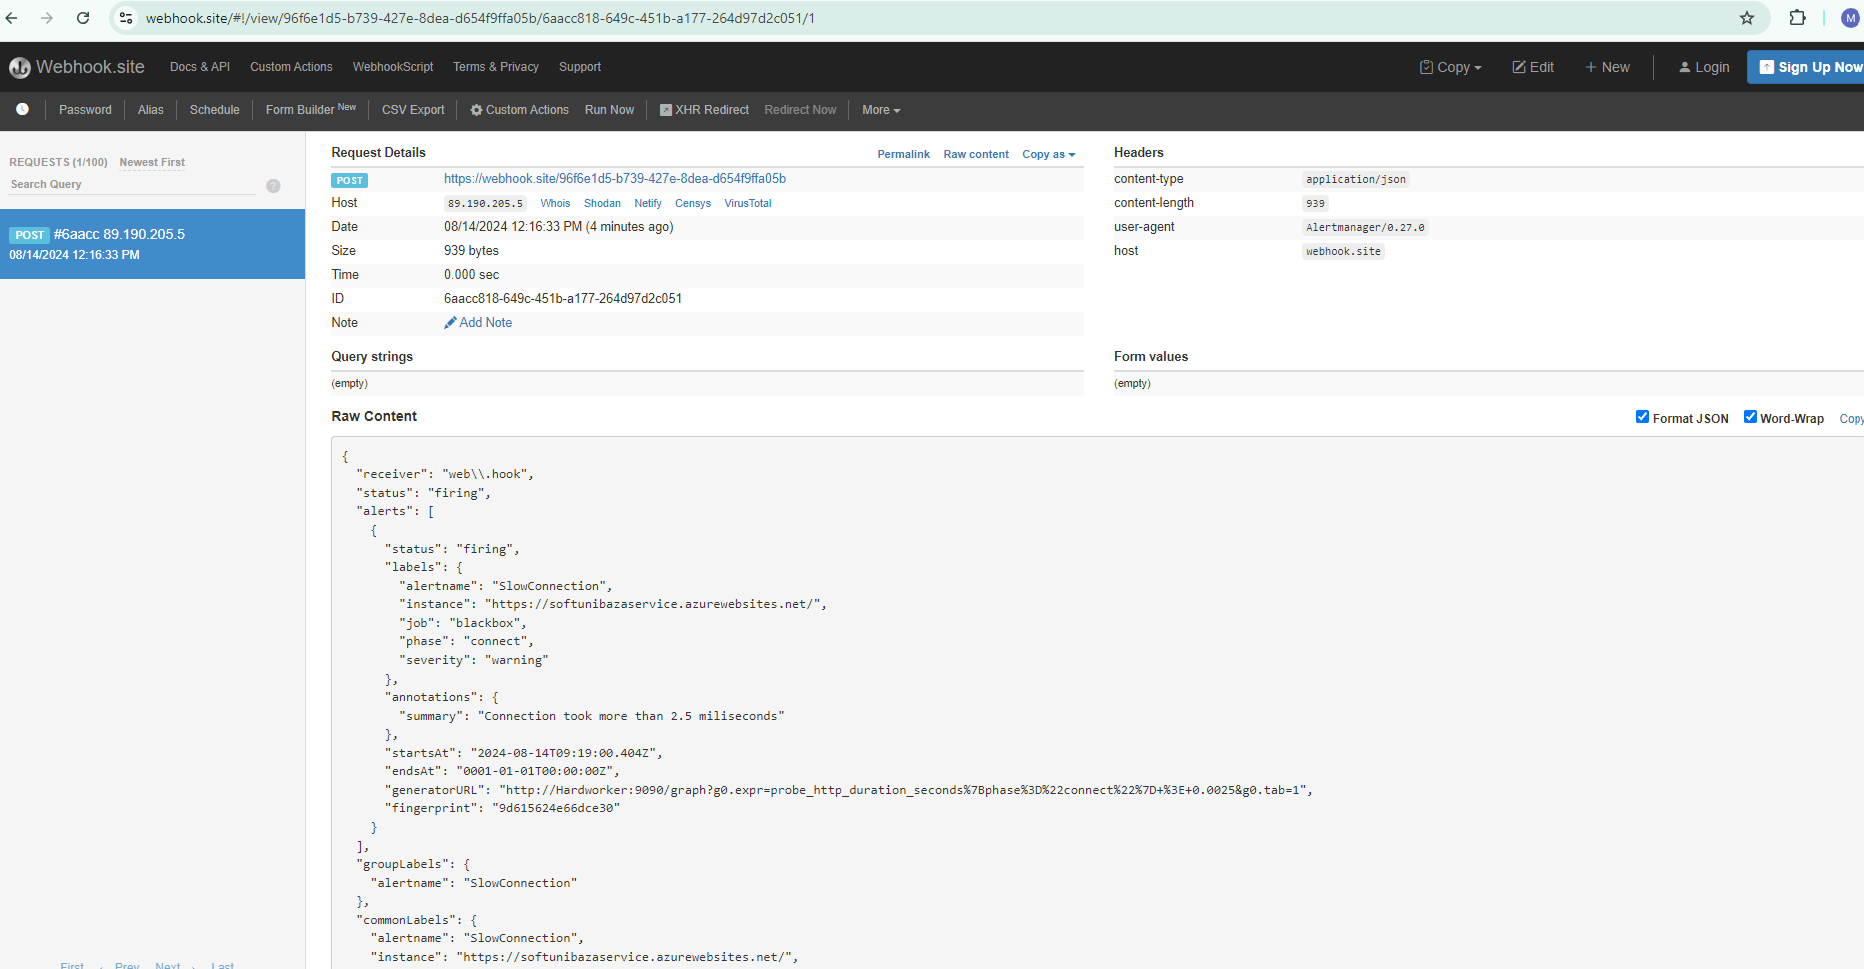 webhook.site/#!/view/96f6e1d5-b739-427e-8dea-d654f9ffa05b/6aacc818-649c-451b-a177-264d97d2c051/1
M
Webhook.site Docs & API Custom Actions WebhookScript Terms & Privacy Support Copy Edit + New Login Sign Up Now
Password Alias Schedule Form Builder New CSV Export Custom Actions Run Now XHR Redirect Redirect Now More
REQUESTS (1/100) Newest First
Search Query ?
POST #6aacc 89.190.205.5
08/14/2024 12:16:33 PM
First ← Prev Next → Last
Request Details Permalink Raw content Copy as
POST https://webhook.site/96f6e1d5-b739-427e-8dea-d654f9ffa05b
Host 89.190.205.5 Whois Shodan Netify Censys VirusTotal
Date 08/14/2024 12:16:33 PM (4 minutes ago)
Size 939 bytes
Time 0.000 sec
ID 6aacc818-649c-451b-a177-264d97d2c051
Note Add Note
Headers
content-type application/json
content-length 939
user-agent Alertmanager/0.27.0
host webhook.site
Query strings
(empty)
Form values
(empty)
Raw Content Format JSON Word-Wrap Copy
{
"receiver": "web\\.hook",
"status": "firing",
"alerts": [
{
"status": "firing",
"labels": {
"alertname": "SlowConnection",
"instance": "https://softunibazaservice.azurewebsites.net/",
"job": "blackbox",
"phase": "connect",
"severity": "warning"
},
"annotations": {
"summary": "Connection took more than 2.5 miliseconds"
},
"startsAt": "2024-08-14T09:19:00.404Z",
"endsAt": "0001-01-01T00:00:00Z",
"generatorURL": "http://Hardworker:9090/graph?g0.expr=probe_http_duration_seconds%7Bphase%3D%22connect%22%7D+%3E+0.0025&g0.tab=1",
"fingerprint": "9d615624e66dce30"
}
],
"groupLabels": {
"alertname": "SlowConnection"
},
"commonLabels": {
"alertname": "SlowConnection",
"instance": "https://softunibazaservice.azurewebsites.net/",